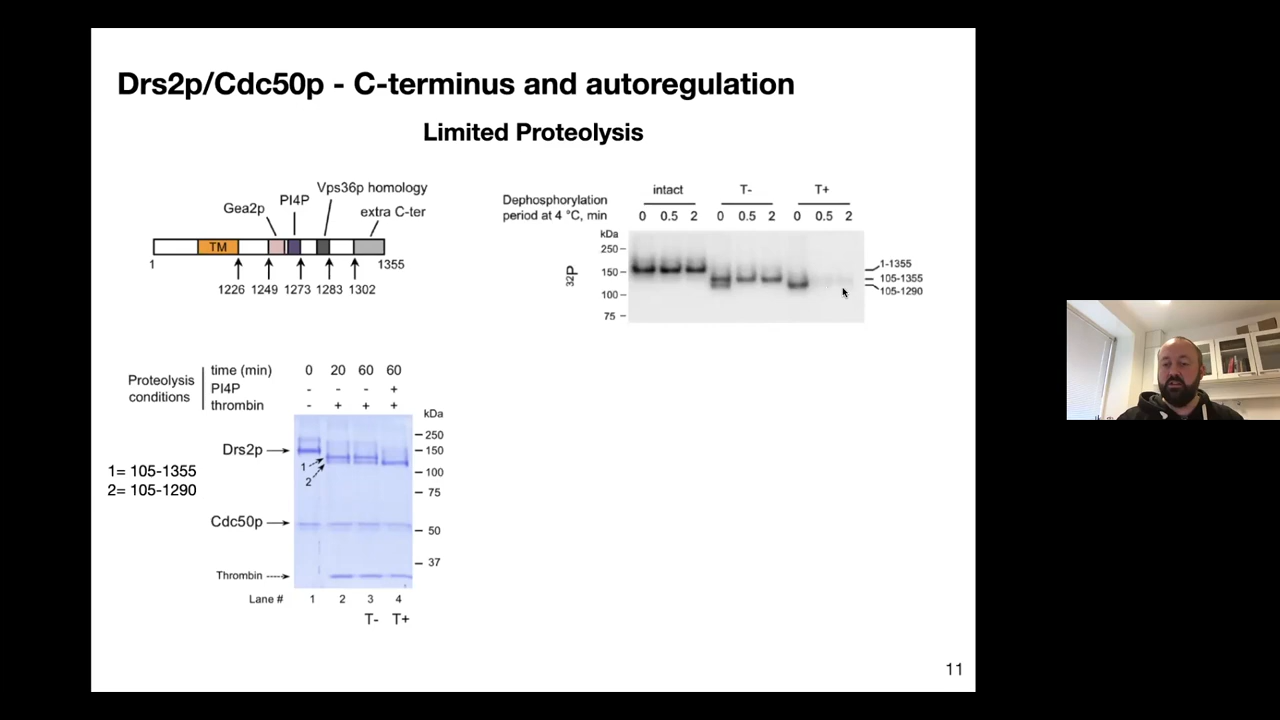 Drs2p/Cdc50p - C-terminus and autoregulation
Limited Proteolysis
Vps36p homology
PI4P
Gea2p
extra C-ter
TM
1
1355
1226 1249 1273 1283 1302
intact T- T+
Dephosphorylation
period at 4 °C, min
0 0.5 2 0 0.5 2 0 0.5 2
kDa
250
150
100
75
32P
1-1355
105-1355
105-1290
Proteolysis
conditions
time (min) 0 20 60 60
PI4P - - - +
thrombin - + + +
kDa
250
150
100
75
50
37
Drs2p
1
2
1= 105-1355
2= 105-1290
Cdc50p
Thrombin
Lane # 1 2 3 4
T- T+
11